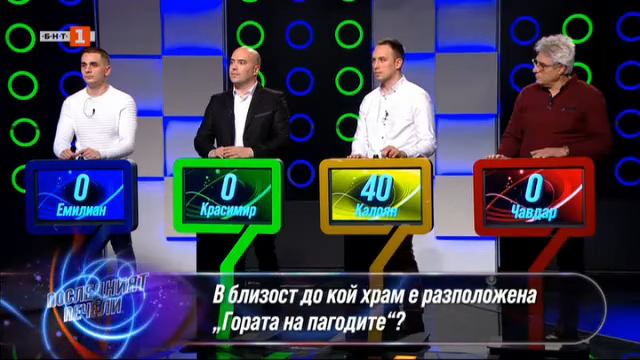 БНТ 1
0
Емилиан
0
Красимир
40
Калоян
0
Чавдар
ПОСЛЕДНИЯТ
ПЕЧЕЛИ
В близост до кой храм е разположена
„Гората на пагодите“?